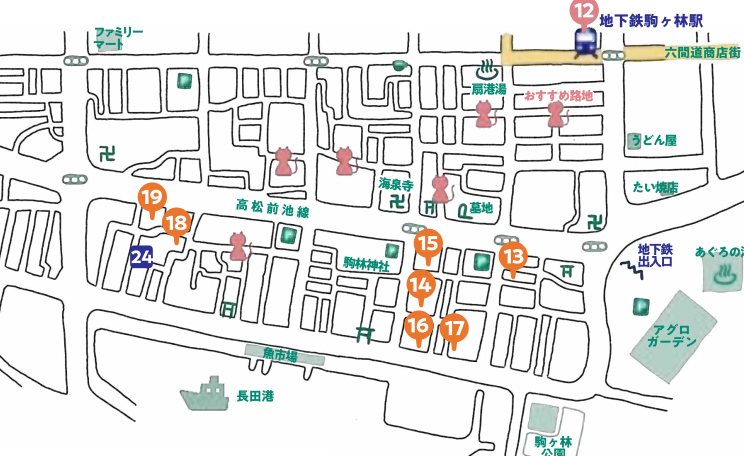 12
地下鉄駒ヶ林駅
ファミリー
マート
六間道商店街
扇港湯
おすすめ路地
うどん屋
海泉寺
たい焼店
19
高松前池線
墓地
18
24
15
13
地下鉄
出入口
駒林神社
14
16
17
アグロ
ガーデン
魚市場
長田港
駒ヶ林
公園